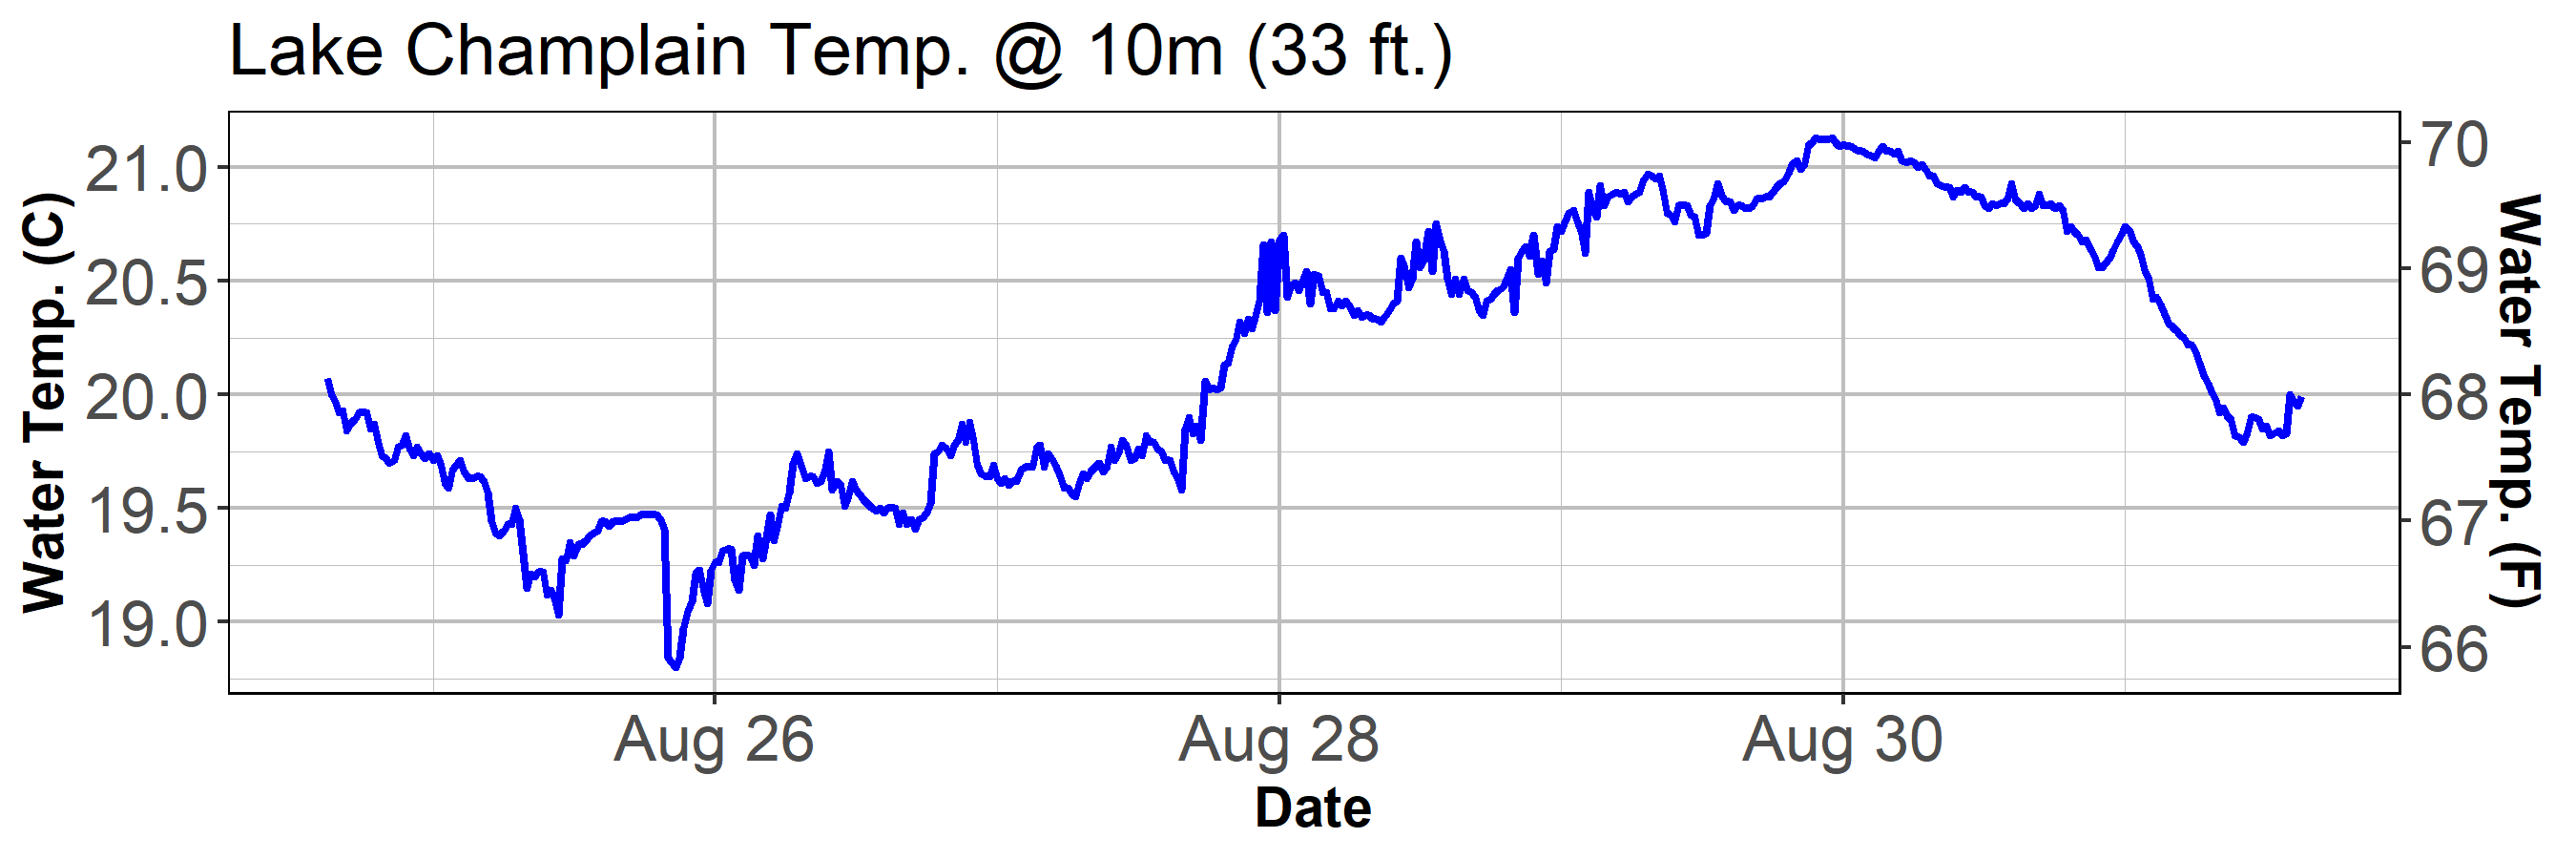 Lake Champlain Temp. @ 10m (33 ft.)
Water Temp. (C)
21.0
20.5
20.0
19.5
19.0
70
69
68
67
66
Water Temp. (F)
Aug 26
Aug 28
Aug 30
Date